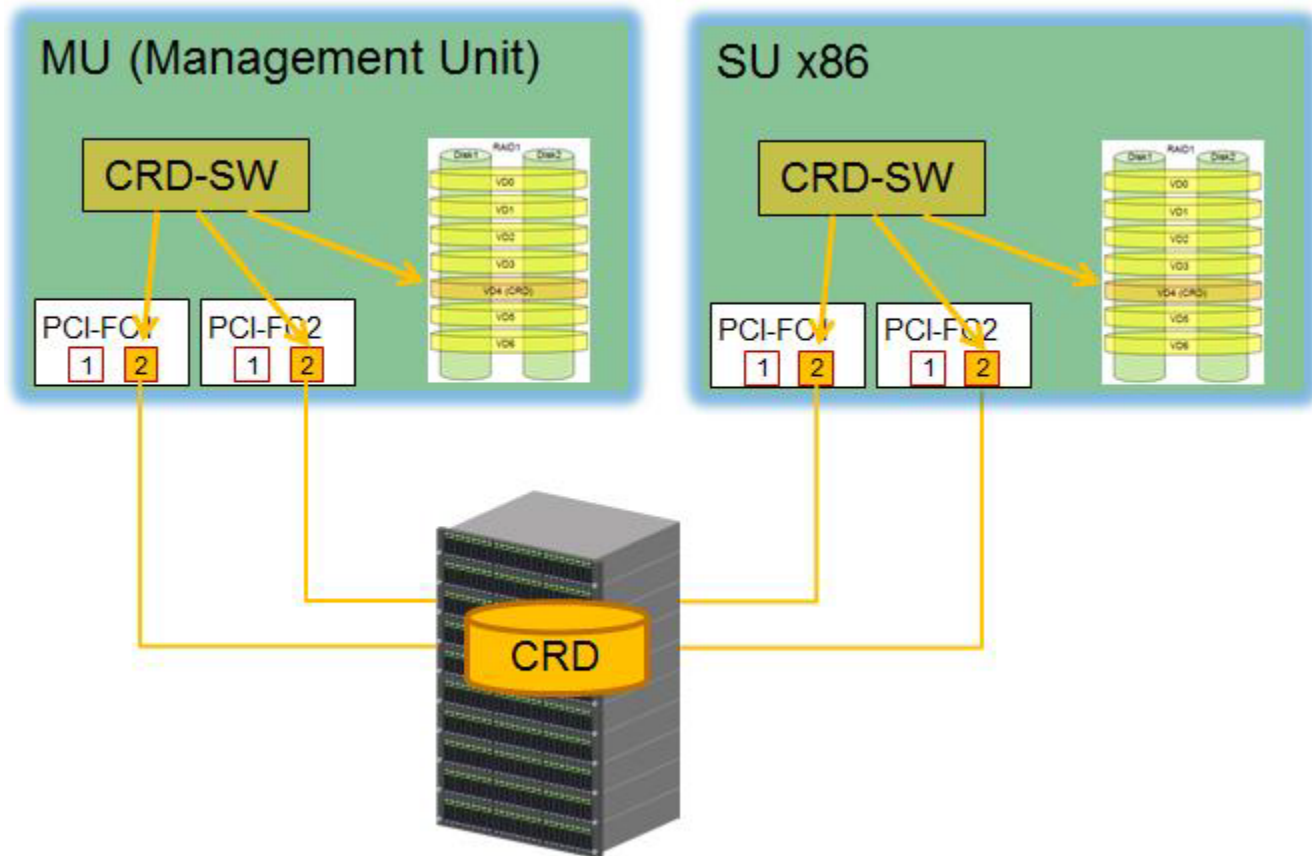 MU (Management Unit)
CRD-SW
RAID1
Disk1
Disk2
VD0
VD1
VD2
VD3
VD4 (CRD)
VD5
VD6
PCI-FC1
1
2
PCI-FC2
1
2
SU x86
CRD-SW
RAID1
Disk1
Disk2
VD0
VD1
VD2
VD3
VD4 (CRD)
VD5
VD6
PCI-FC1
1
2
PCI-FC2
1
2
CRD